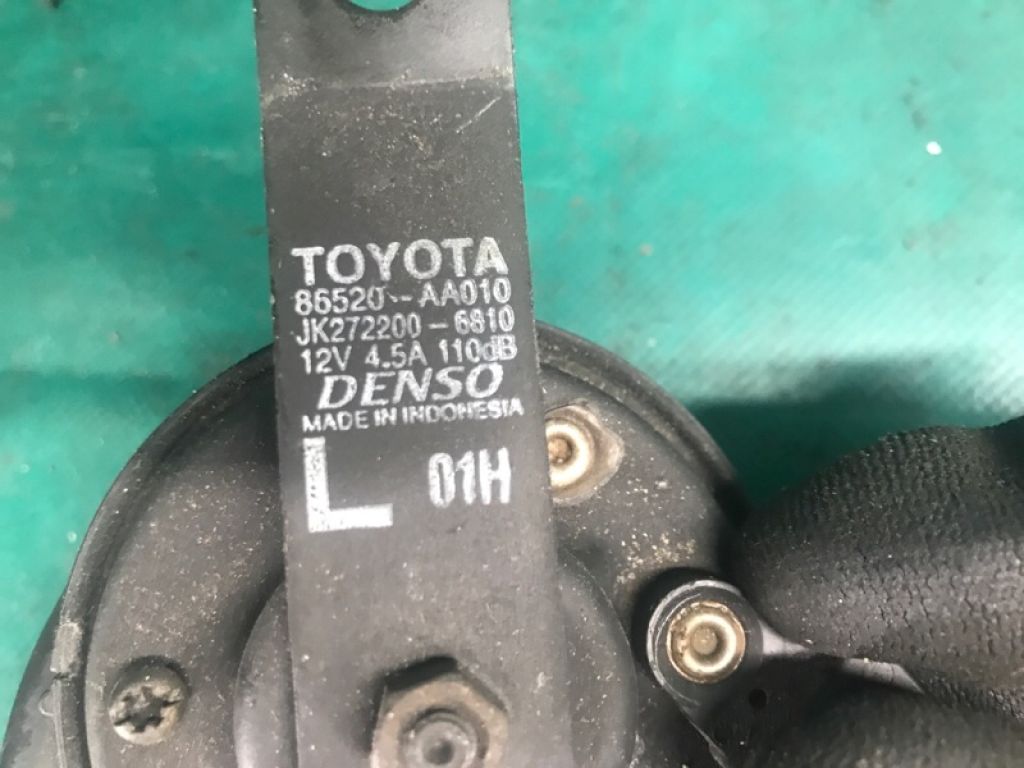 TOYOTA
86520-AA010
JK272200-6810
12V 4.5A 110dB
DENSO
MADE IN INDONESIA
L 01H